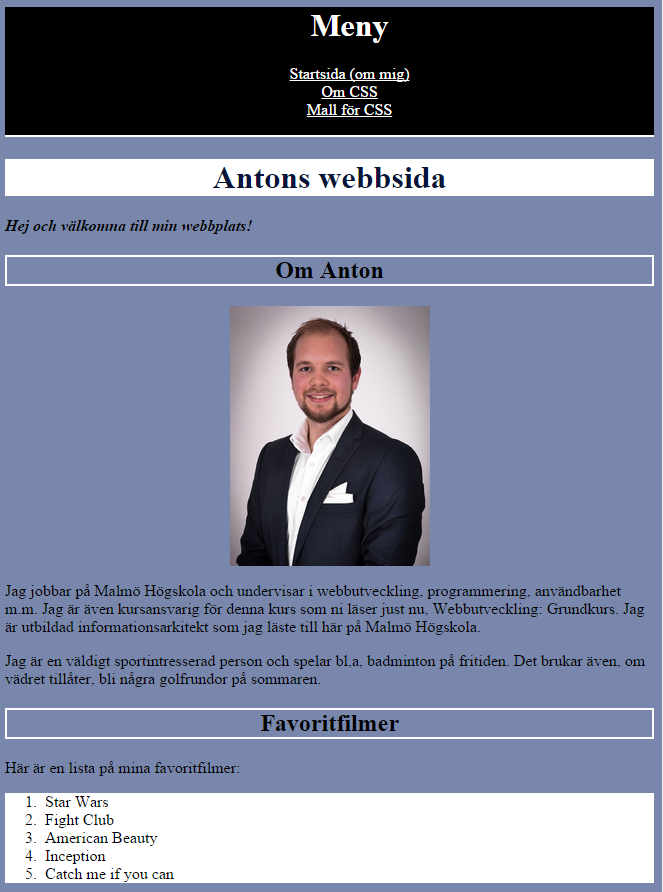 Meny
Startsida (om mig)
Om CSS
Mall för CSS
Antons webbsida
Hej och välkomna till min webbplats!
Om Anton
Jag jobbar på Malmö Högskola och undervisar i webbutveckling, programmering, användbarhet
m.m. Jag är även kursansvarig för denna kurs som ni läser just nu, Webbutveckling: Grundkurs. Jag
är utbildad informationsarkitekt som jag läste till här på Malmö Högskola.
Jag är en väldigt sportintresserad person och spelar bl,a, badminton på fritiden. Det brukar även, om
vädret tillåter, bli några golfrundor på sommaren.
Favoritfilmer
Här är en lista på mina favoritfilmer:
1. Star Wars
2. Fight Club
3. American Beauty
4. Inception
5. Catch me if you can